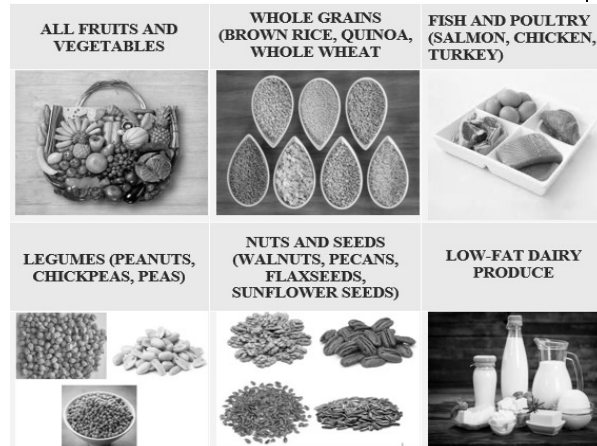 ALL FRUITS AND
VEGETABLES
WHOLE GRAINS
(BROWN RICE, QUINOA,
WHOLE WHEAT
FISH AND POULTRY
(SALMON, CHICKEN,
TURKEY)
LEGUMES (PEANUTS,
CHICKPEAS, PEAS)
NUTS AND SEEDS
(WALNUTS, PECANS,
FLAXSEEDS,
SUNFLOWER SEEDS)
LOW-FAT DAIRY
PRODUCE